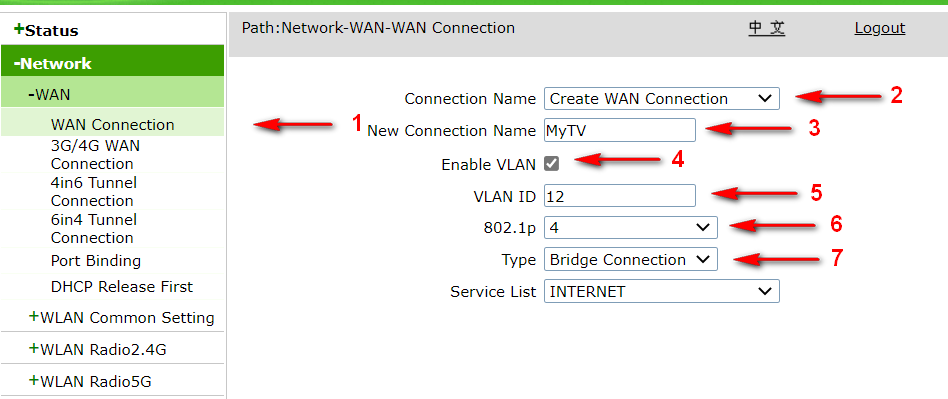 +Status
Path:Network-WAN-WAN Connection 中 文 Logout
-Network
-WAN
WAN Connection
3G/4G WAN
Connection
4in6 Tunnel
Connection
6in4 Tunnel
Connection
Port Binding
DHCP Release First
+WLAN Common Setting
+WLAN Radio2.4G
+WLAN Radio5G
1
Connection Name Create WAN Connection 2
New Connection Name MyTV 3
Enable VLAN 4
VLAN ID 12 5
802.1p 4 6
Type Bridge Connection 7
Service List INTERNET